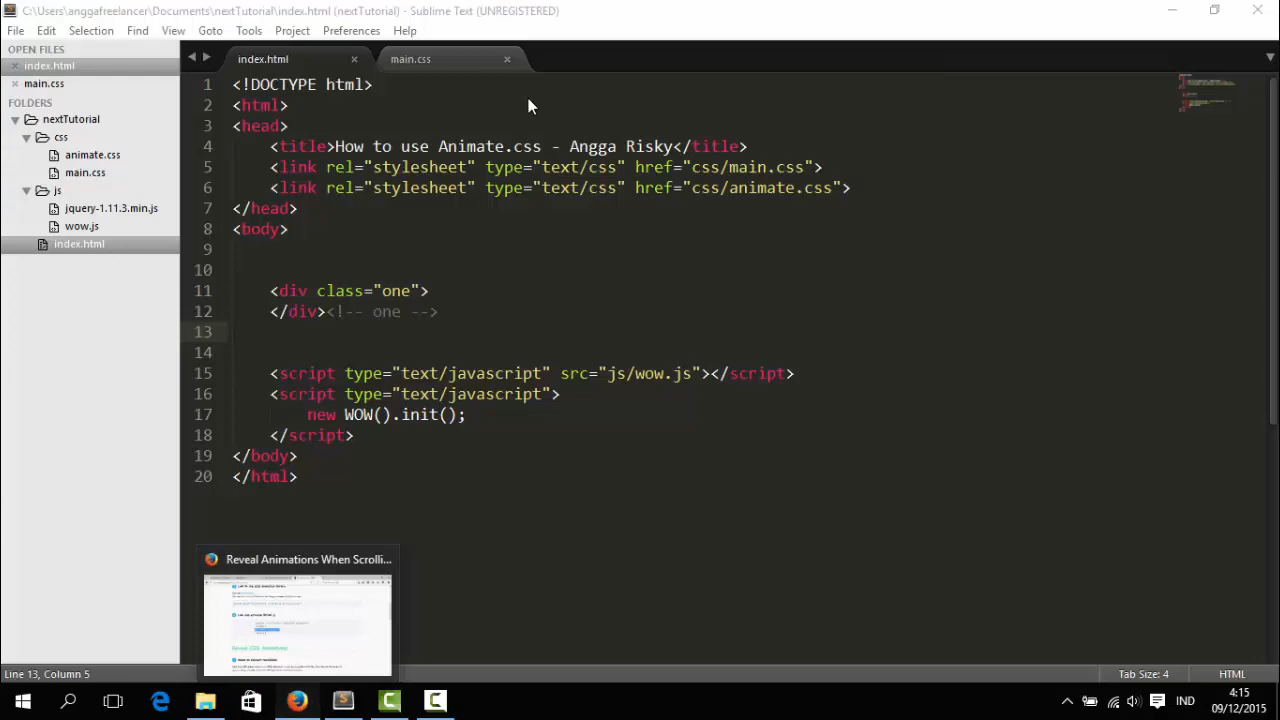 C:\Users\anggafreelancer\Documents\nextTutorial\index.html (nextTutorial) - Sublime Text (UNREGISTERED)
File Edit Selection Find View Goto Tools Project Preferences Help
OPEN FILES
index.html
main.css
FOLDERS
nextTutorial
css
animate.css
main.css
js
jquery-1.11.3.min.js
wow.js
index.html
index.html main.css
1 <!DOCTYPE html>
2 <html>
3 <head>
4 <title>How to use Animate.css - Angga Risky</title>
5 <link rel="stylesheet" type="text/css" href="css/main.css">
6 <link rel="stylesheet" type="text/css" href="css/animate.css">
7 </head>
8 <body>
9
10
11 <div class="one">
12 </div><!-- one -->
13
14
15 <script type="text/javascript" src="js/wow.js"></script>
16 <script type="text/javascript">
17 new WOW().init();
18 </script>
19 </body>
20 </html>
Reveal Animations When Scrolli...
Line 13, Column 5
Tab Size: 4
HTML
IND
4:15
09/12/2015